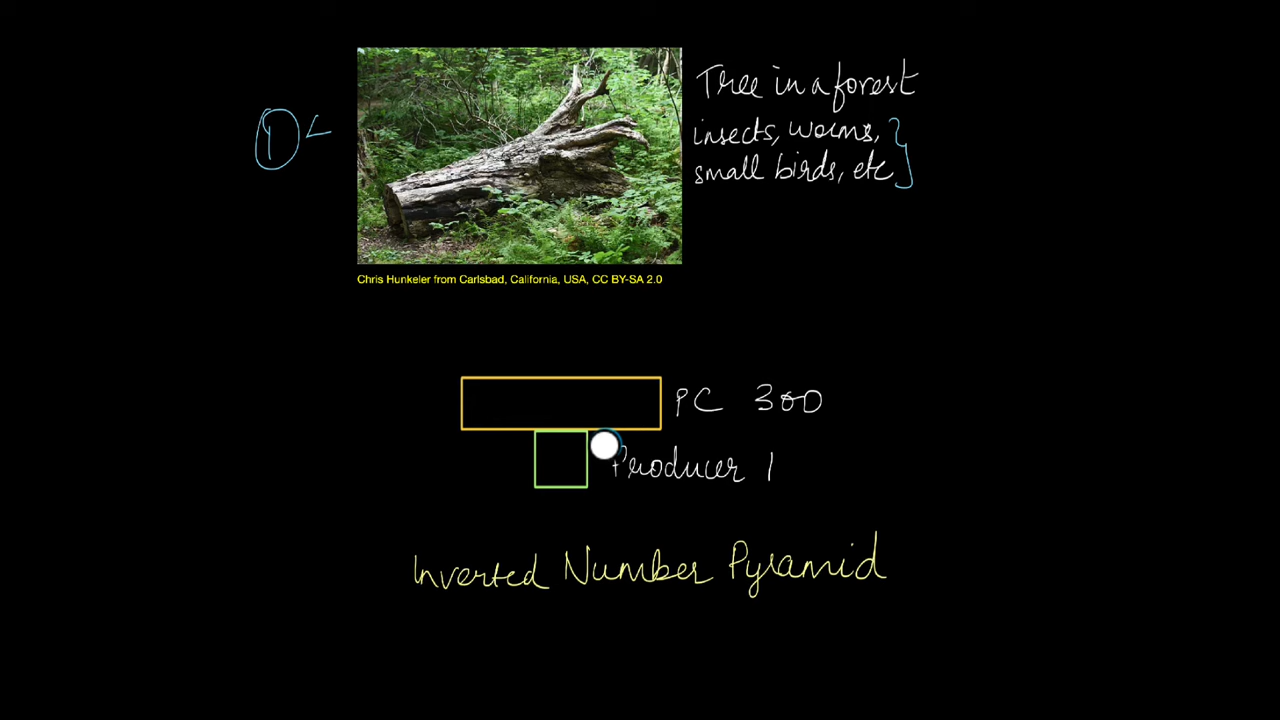 1
Tree in a forest
insects, worms,
small birds, etc
Chris Hunkeler from Carlsbad, California, USA, CC BY-SA 2.0
PC 300
Producer 1
Inverted Number Pyramid